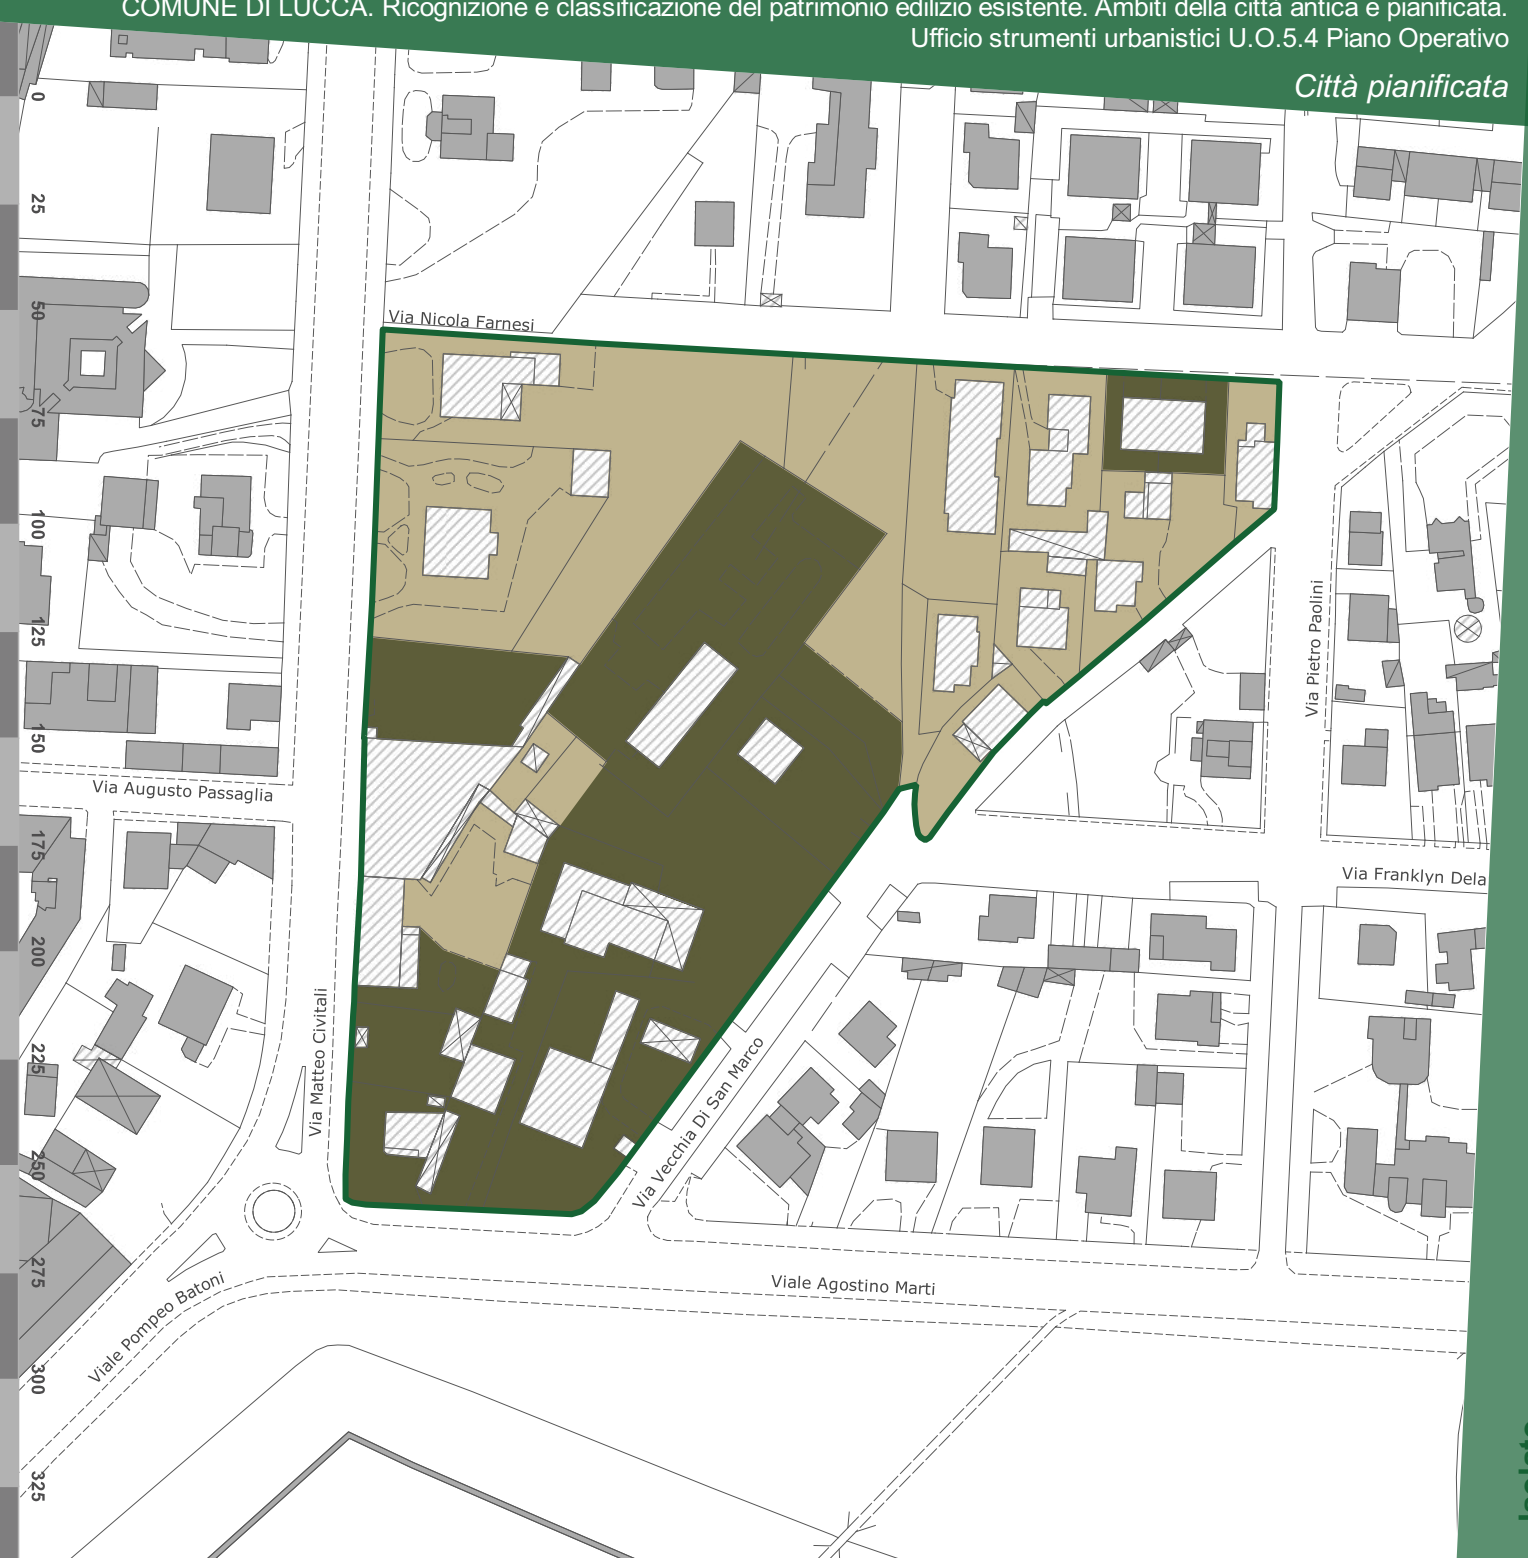 COMUNE DI LUCCA. Ricognizione e classificazione del patrimonio edilizio esistente. Ambiti della città antica e pianificata.
Ufficio strumenti urbanistici U.O.5.4 Piano Operativo
Città pianificata
0
25
50
75
100
125
150
175
200
225
250
275
300
325
Via Nicola Farnesi
Via Pietro Paolini
Via Augusto Passaglia
Via Franklyn Dela
Via Matteo Civitali
Via Vecchia Di San Marco
Viale Agostino Marti
Viale Pompeo Batoni